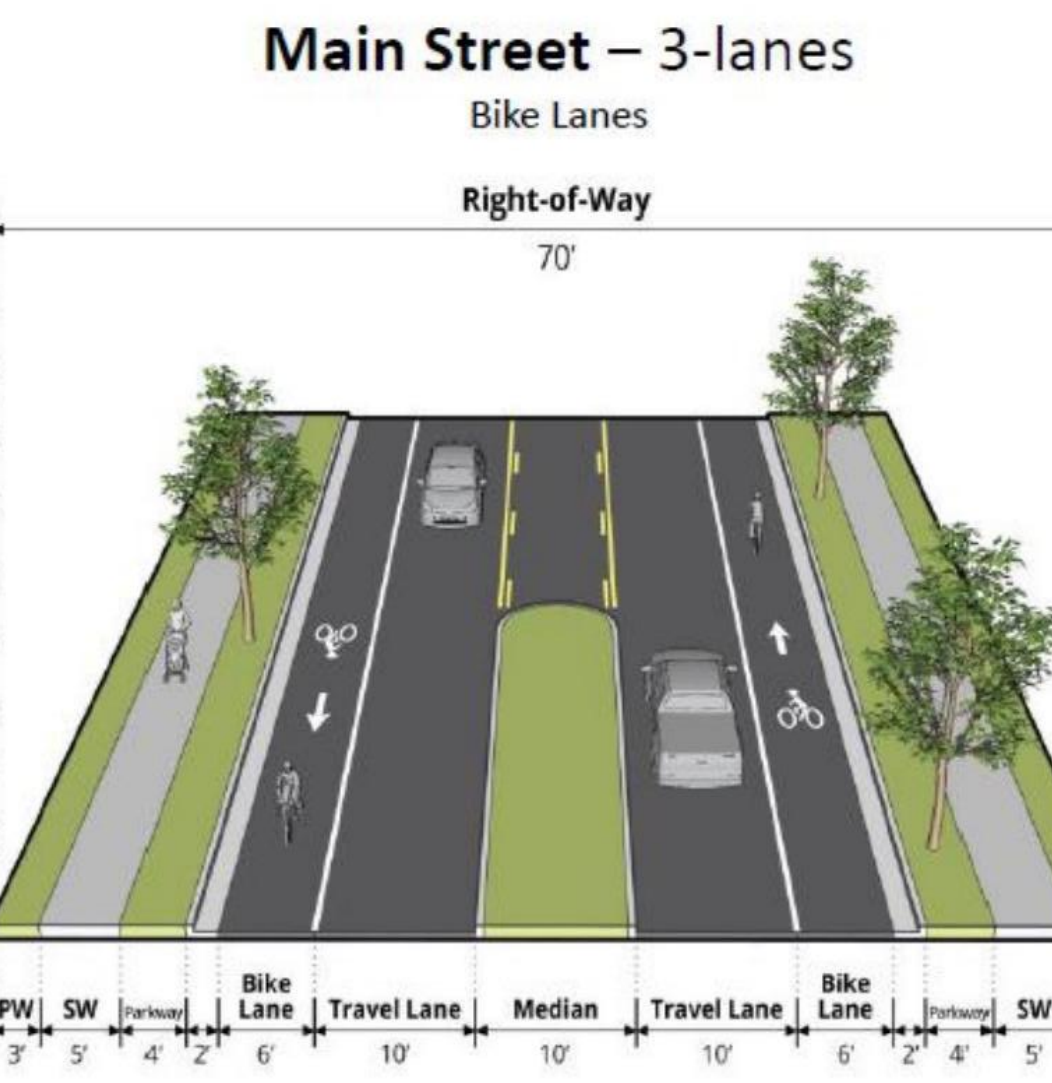 Main Street – 3-lanes
Bike Lanes
Right-of-Way
70'
PW SW Parkway Bike Lane Travel Lane Median Travel Lane Bike Lane Parkway SW
3' 5' 4' 2' 6' 10' 10' 10' 6' 2' 4' 5'